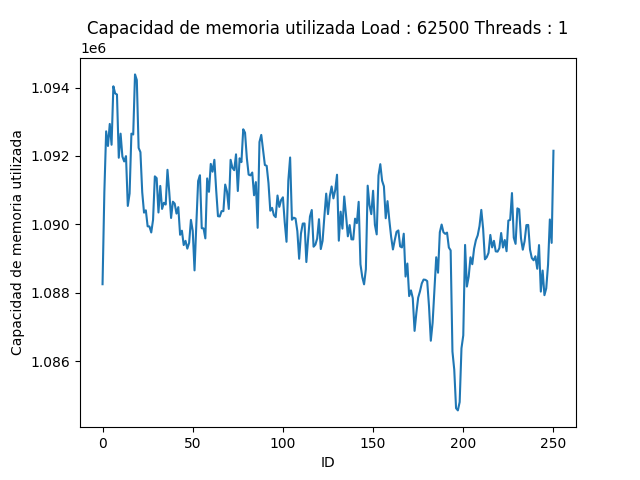 Capacidad de memoria utilizada Load : 62500 Threads : 1
1e6
1.094
1.092
1.090
1.088
1.086
Capacidad de memoria utilizada
0 50 100 150 200 250
ID